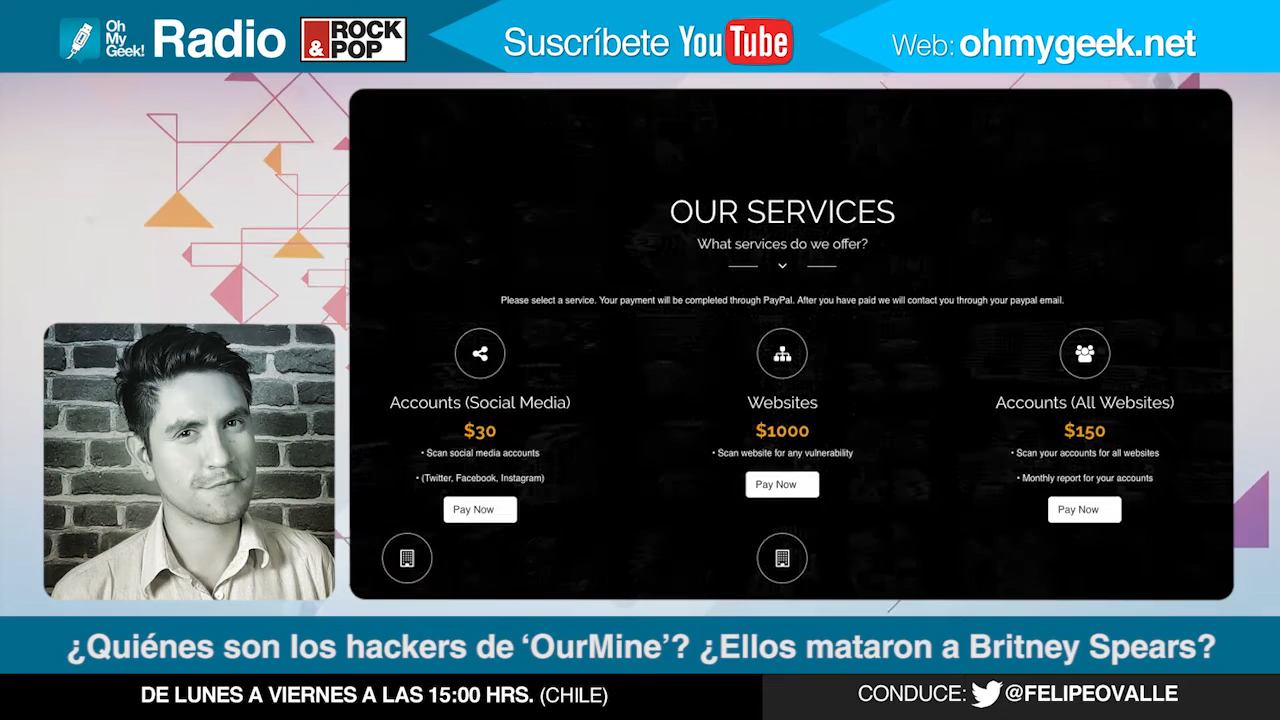 Oh
My
Geek!
Radio
ROCK
& POP
Suscríbete YouTube
Web: ohmygeek.net
OUR SERVICES
What services do we offer?
Please select a service. Your payment will be completed through PayPal. After you have paid we will contact you through your paypal email.
Accounts (Social Media)
$30
• Scan social media accounts
• (Twitter, Facebook, Instagram)
Pay Now
Websites
$1000
• Scan website for any vulnerability
Pay Now
Accounts (All Websites)
$150
• Scan your accounts for all websites
• Monthly report for your accounts
Pay Now
¿Quiénes son los hackers de ‘OurMine’? ¿Ellos mataron a Britney Spears?
DE LUNES A VIERNES A LAS 15:00 HRS. (CHILE)
CONDUCE: @FELIPEOVALLE